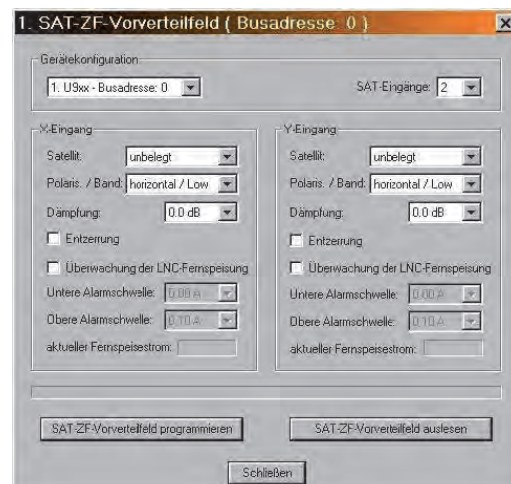 1. SAT-ZF-Vorverteilfeld ( Busadresse: 0 )
Gerätekonfiguration
1. U9xx - Busadresse: 0
SAT-Eingänge: 2
X-Eingang
Satellit: unbelegt
Polaris. / Band: horizontal / Low
Dämpfung: 0.0 dB
Entzerrung
Überwachung der LNC-Fernspeisung
Untere Alarmschwelle: 0.00 A
Obere Alarmschwelle: 0.10 A
aktueller Fernspeisestrom:
Y-Eingang
Satellit: unbelegt
Polaris. / Band: horizontal / Low
Dämpfung: 0.0 dB
Entzerrung
Überwachung der LNC-Fernspeisung
Untere Alarmschwelle: 0.00 A
Obere Alarmschwelle: 0.10 A
aktueller Fernspeisestrom:
SAT-ZF-Vorverteilfeld programmieren
SAT-ZF-Vorverteilfeld auslesen
Schließen